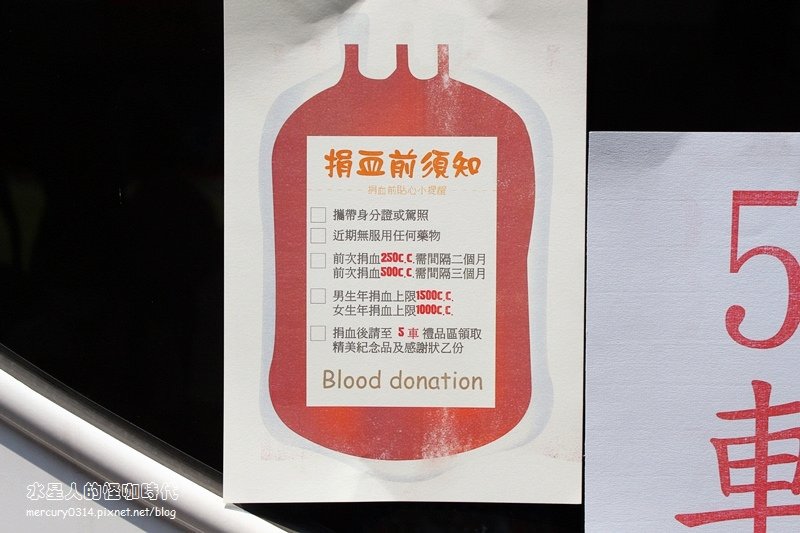 捐血前須知
捐血前貼心小提醒
攜帶身分證或駕照
近期無服用任何藥物
前次捐血250C.C.需間隔二個月
前次捐血500C.C.需間隔三個月
男生年捐血上限1500C.C.
女生年捐血上限1000C.C.
捐血後請至 5 車 禮品區領取
精美紀念品及感謝狀乙份
Blood donation
5
車
水星人的怪咖時代
mercury0314.pixnet.net/blog